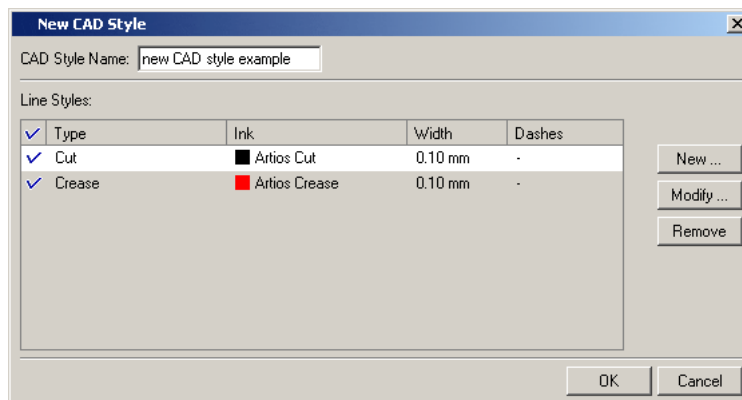 New CAD Style
CAD Style Name: new CAD style example
Line Styles:
Type Ink Width Dashes
Cut Artios Cut 0.10 mm -
Crease Artios Crease 0.10 mm -
New ...
Modify ...
Remove
OK Cancel